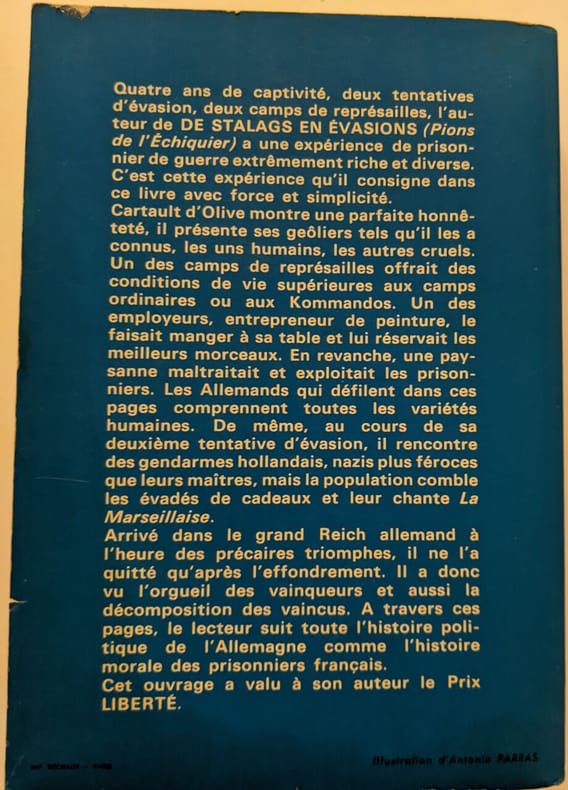 Quatre ans de captivité, deux tentatives
d'évasion, deux camps de représailles, l'au-
teur de DE STALAGS EN ÉVASIONS (Pions
de l'Échiquier) a une expérience de prison-
nier de guerre extrêmement riche et diverse.
C'est cette expérience qu'il consigne dans
ce livre avec force et simplicité.
Cartault d'Olive montre une parfaite honnê-
teté, il présente ses geôliers tels qu'il les a
connus, les uns humains, les autres cruels.
Un des camps de représailles offrait des
conditions de vie supérieures aux camps
ordinaires ou aux Kommandos. Un des
employeurs, entrepreneur de peinture, le
faisait manger à sa table et lui réservait les
meilleurs morceaux. En revanche, une pay-
sanne maltraitait et exploitait les prison-
niers. Les Allemands qui défilent dans ces
pages comprennent toutes les variétés
humaines. De même, au cours de sa
deuxième tentative d'évasion, il rencontre
des gendarmes hollandais, nazis plus féroces
que leurs maîtres, mais la population comble
les évadés de cadeaux et leur chante La
Marseillaise.
Arrivé dans le grand Reich allemand à
l'heure des précaires triomphes, il ne l'a
quitté qu'après l'effondrement. Il a donc
vu l'orgueil des vainqueurs et aussi la
décomposition des vaincus. A travers ces
pages, le lecteur suit toute l'histoire poli-
tique de l'Allemagne comme l'histoire
morale des prisonniers français.
Cet ouvrage a valu à son auteur le Prix
LIBERTÉ.
IMP. DÉCHAUX - PARIS
Illustration d'Antonio PARRAS